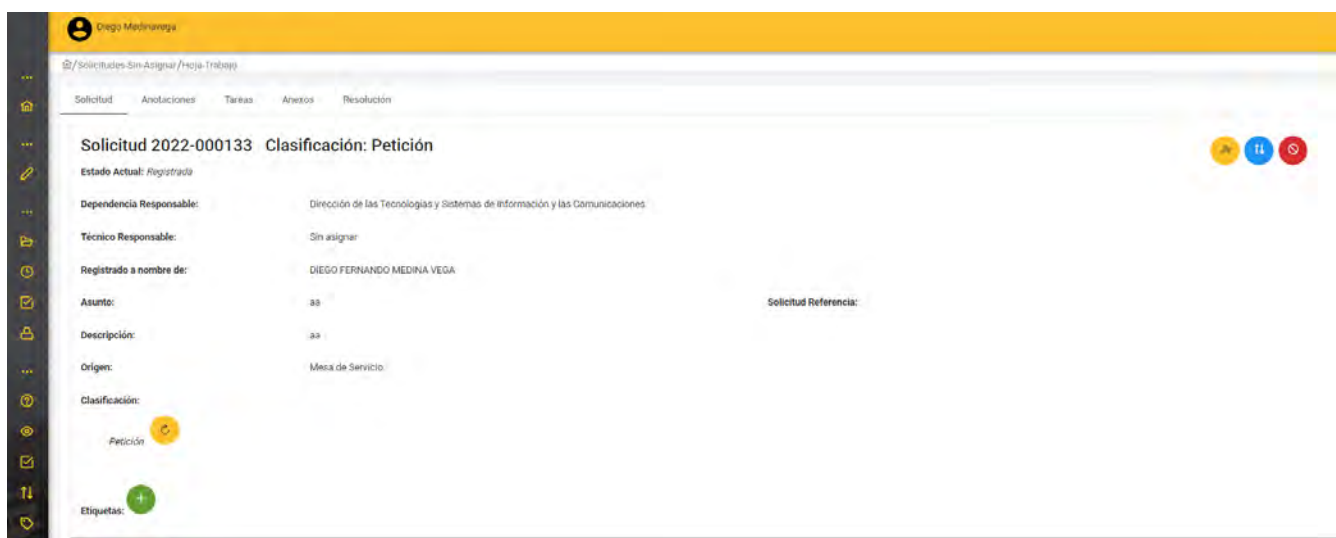 Diego Medinavega
/Solicitudes-Sin-Asignar/Hoja-Trabajo
Solicitud Anotaciones Tareas Anexos Resolución
Solicitud 2022-000133 Clasificación: Petición
Estado Actual: Registrada
Dependencia Responsable: Dirección de las Tecnologías y Sistemas de Información y las Comunicaciones
Técnico Responsable: Sin asignar
Registrado a nombre de: DIEGO FERNANDO MEDINA VEGA
Asunto: aa Solicitud Referencia:
Descripción: aa
Origen: Mesa de Servicio
Clasificación:
Petición
Etiquetas: